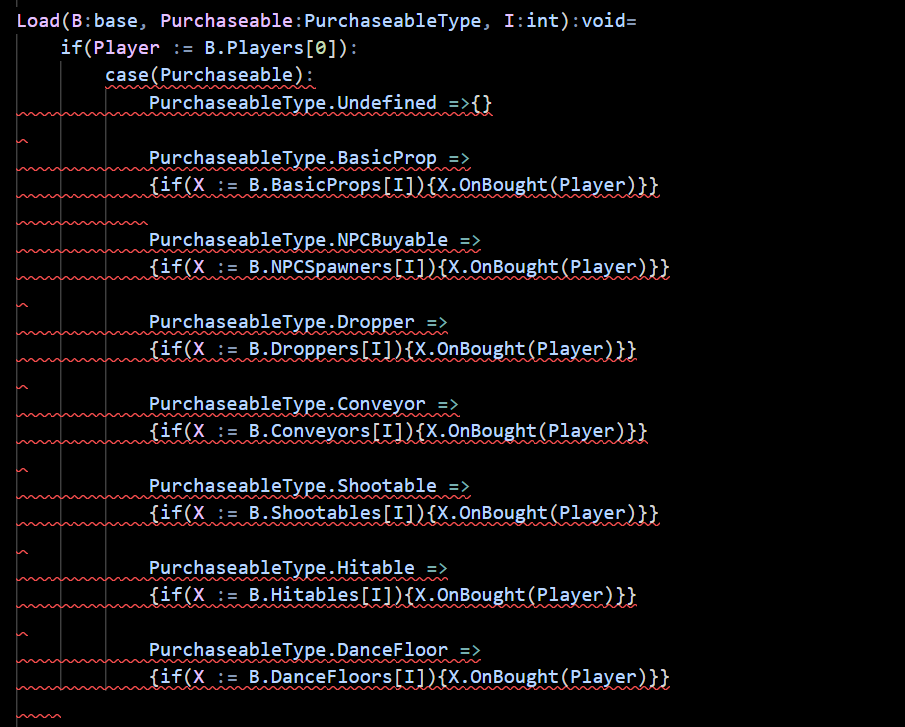 Load(B:base, Purchaseable:PurchaseableType, I:int):void=
if(Player := B.Players[0]):
case(Purchaseable):
PurchaseableType.Undefined =>{}
PurchaseableType.BasicProp =>
{if(X := B.BasicProps[I]){X.OnBought(Player)}}
PurchaseableType.NPCBuyable =>
{if(X := B.NPCSpawners[I]){X.OnBought(Player)}}
PurchaseableType.Dropper =>
{if(X := B.Droppers[I]){X.OnBought(Player)}}
PurchaseableType.Conveyor =>
{if(X := B.Conveyors[I]){X.OnBought(Player)}}
PurchaseableType.Shootable =>
{if(X := B.Shootables[I]){X.OnBought(Player)}}
PurchaseableType.Hitable =>
{if(X := B.Hitables[I]){X.OnBought(Player)}}
PurchaseableType.DanceFloor =>
{if(X := B.DanceFloors[I]){X.OnBought(Player)}}